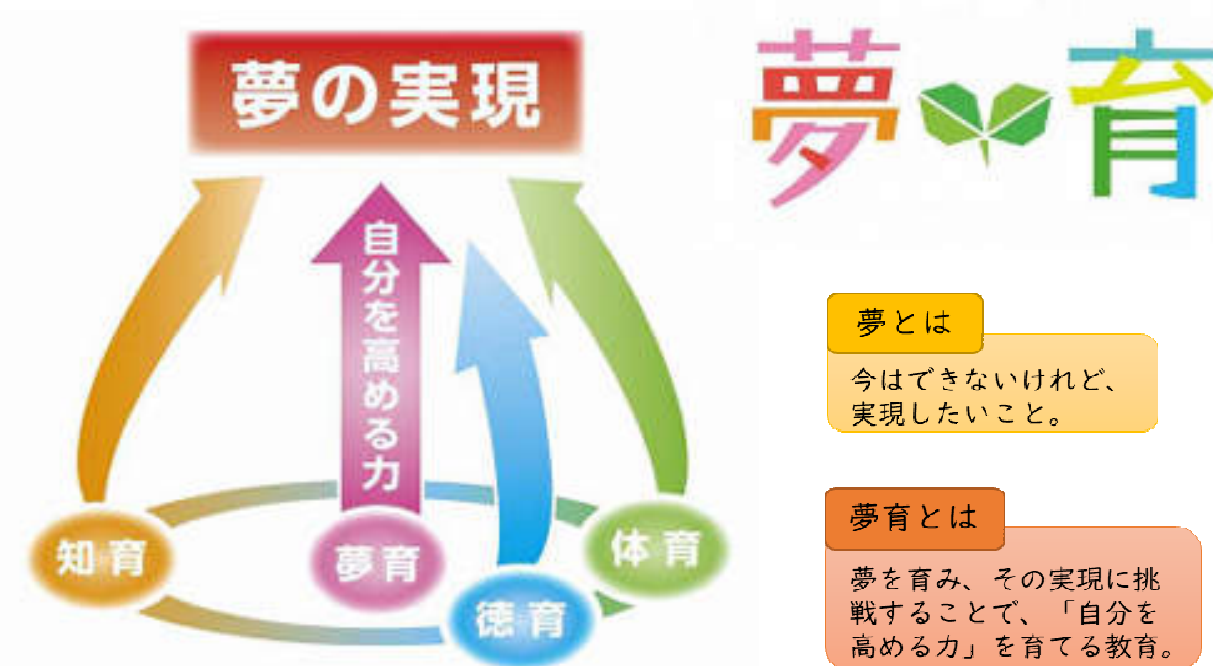 夢の実現
夢育
自分を高める力
知育
夢育
徳育
体育
夢とは
今はできないけれど、
実現したいこと。
夢育とは
夢を育み、その実現に挑
戦することで、「自分を
高める力」を育てる教育。